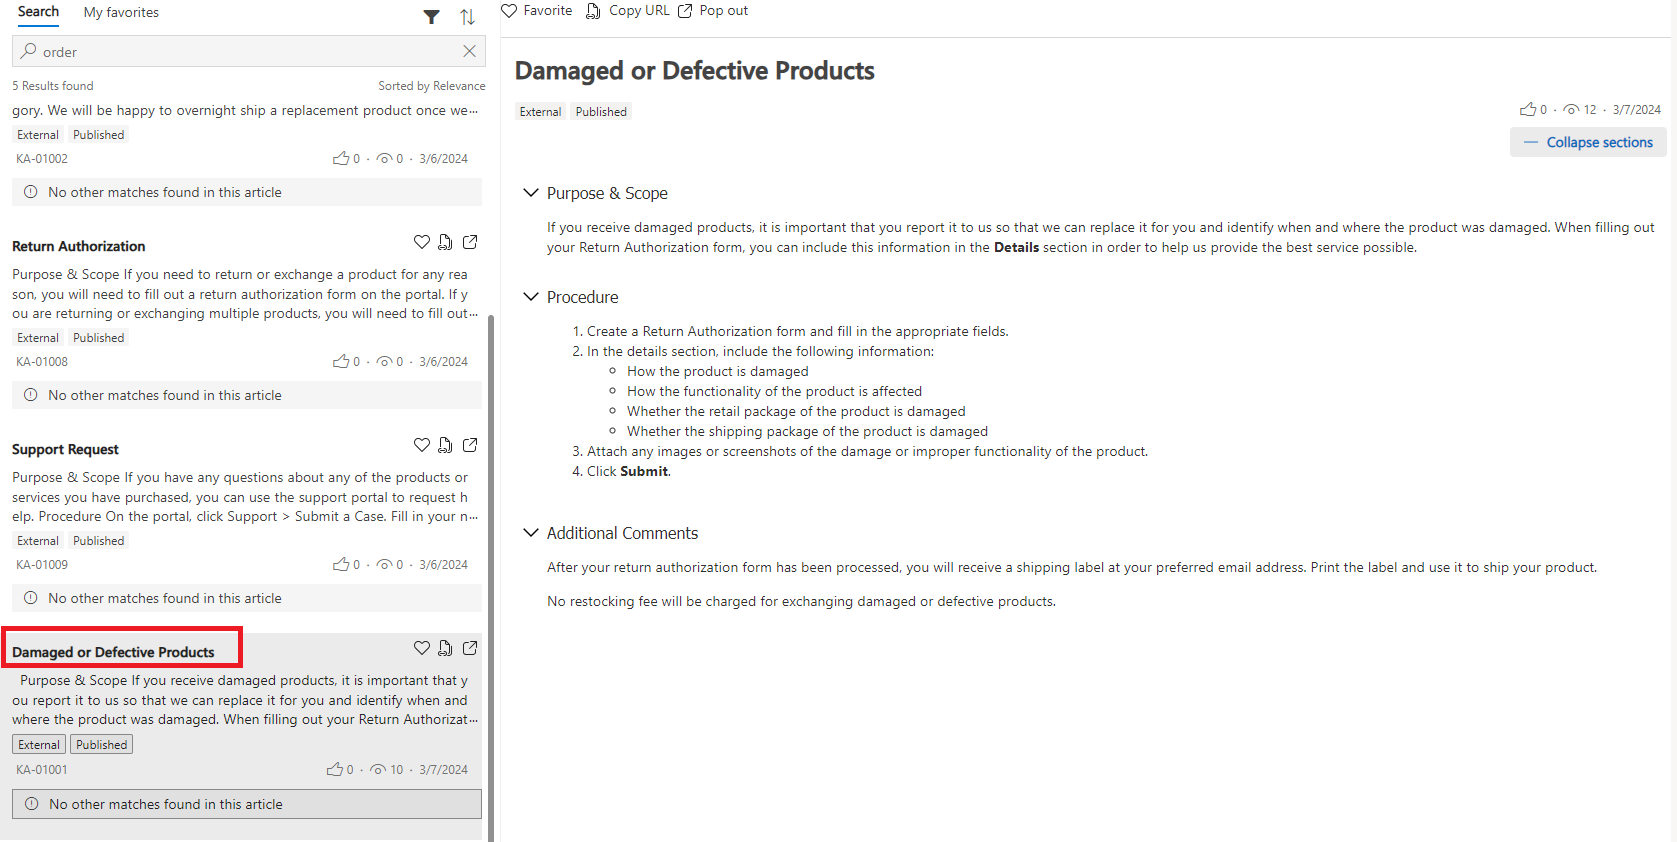 Search My favorites
order
5 Results found Sorted by Relevance
gory. We will be happy to overnight ship a replacement product once we...
External Published
KA-01002 0 · 0 · 3/6/2024
No other matches found in this article
Return Authorization
Purpose & Scope If you need to return or exchange a product for any rea
son, you will need to fill out a return authorization form on the portal. If y
ou are returning or exchanging multiple products, you will need to fill out...
External Published
KA-01008 0 · 0 · 3/6/2024
No other matches found in this article
Support Request
Purpose & Scope If you have any questions about any of the products or
services you have purchased, you can use the support portal to request h
elp. Procedure On the portal, click Support > Submit a Case. Fill in your n...
External Published
KA-01009 0 · 0 · 3/6/2024
No other matches found in this article
Damaged or Defective Products
Purpose & Scope If you receive damaged products, it is important that y
ou report it to us so that we can replace it for you and identify when and
where the product was damaged. When filling out your Return Authorizat...
External Published
KA-01001 0 · 10 · 3/7/2024
No other matches found in this article
Favorite Copy URL Pop out
Damaged or Defective Products
External Published 0 · 12 · 3/7/2024
Collapse sections
Purpose & Scope
If you receive damaged products, it is important that you report it to us so that we can replace it for you and identify when and where the product was damaged. When filling out
your Return Authorization form, you can include this information in the Details section in order to help us provide the best service possible.
Procedure
1. Create a Return Authorization form and fill in the appropriate fields.
2. In the details section, include the following information:
How the product is damaged
How the functionality of the product is affected
Whether the retail package of the product is damaged
Whether the shipping package of the product is damaged
3. Attach any images or screenshots of the damage or improper functionality of the product.
4. Click Submit.
Additional Comments
After your return authorization form has been processed, you will receive a shipping label at your preferred email address. Print the label and use it to ship your product.
No restocking fee will be charged for exchanging damaged or defective products.